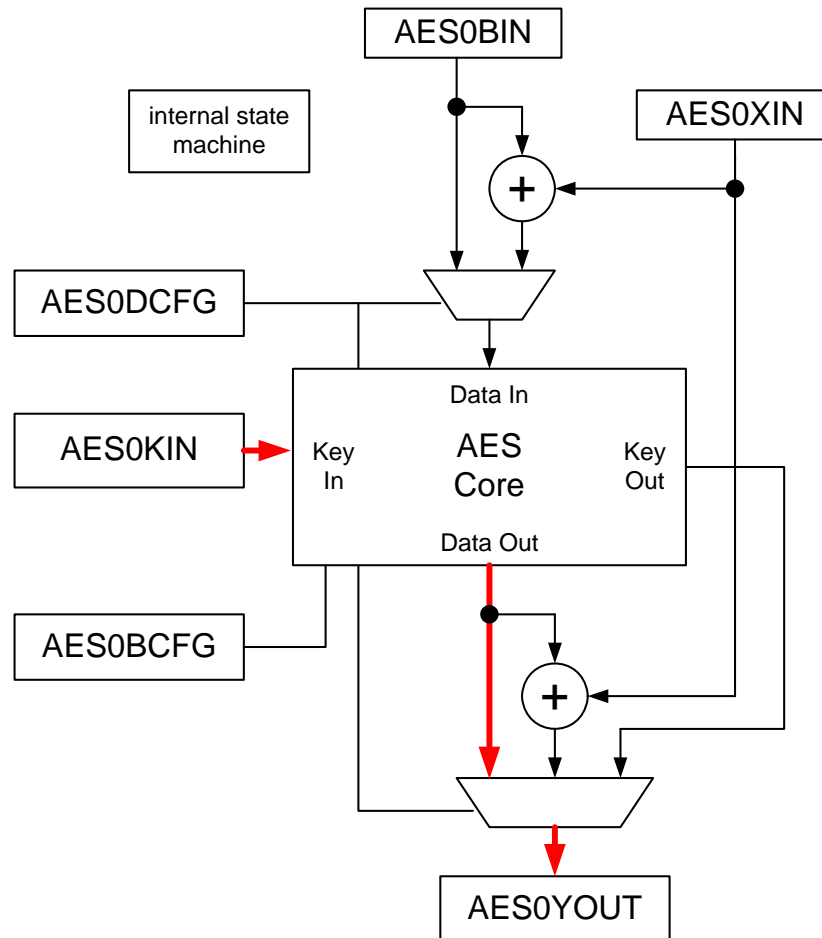 AES0BIN
internal state
machine
AES0XIN
+
AES0DCFG
Data In
AES0KIN
Key
In
AES
Core
Key
Out
Data Out
AES0BCFG
+
AES0YOUT